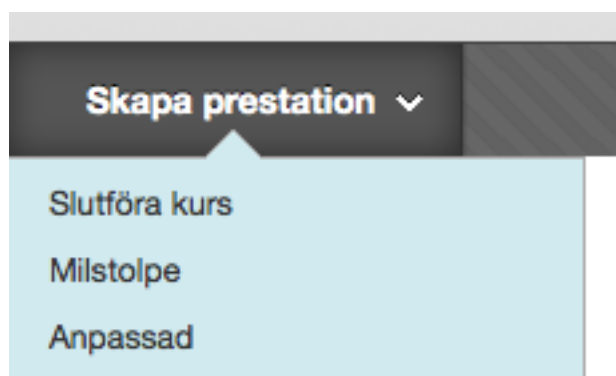 Skapa prestation
Slutföra kurs
Milstolpe
Anpassad